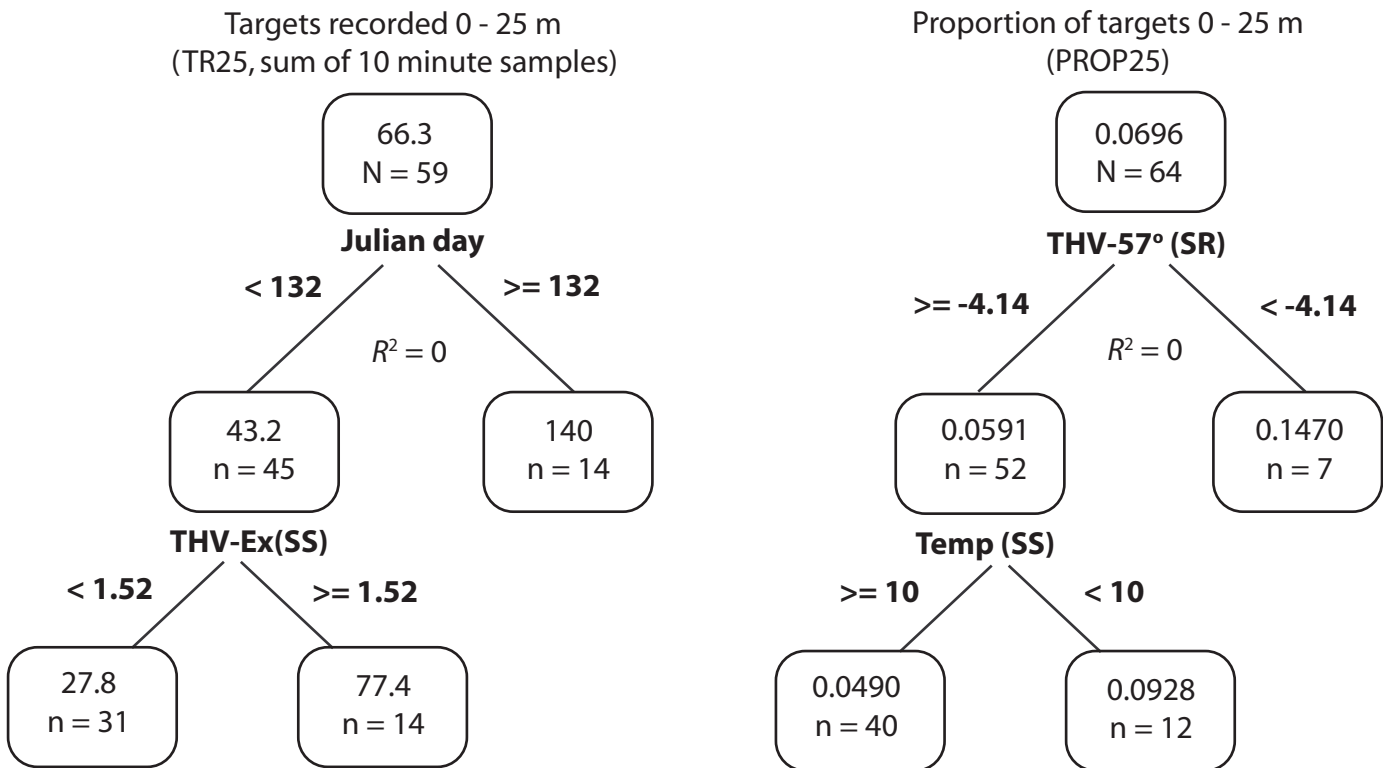 Targets recorded 0 - 25 m
(TR25, sum of 10 minute samples)
66.3
N = 59
Julian day
< 132
>= 132
R² = 0
43.2
n = 45
140
n = 14
THV-Ex(SS)
< 1.52
>= 1.52
27.8
n = 31
77.4
n = 14
Proportion of targets 0 - 25 m
(PROP25)
0.0696
N = 64
THV-57º (SR)
>= -4.14
< -4.14
R² = 0
0.0591
n = 52
0.1470
n = 7
Temp (SS)
>= 10
< 10
0.0490
n = 40
0.0928
n = 12